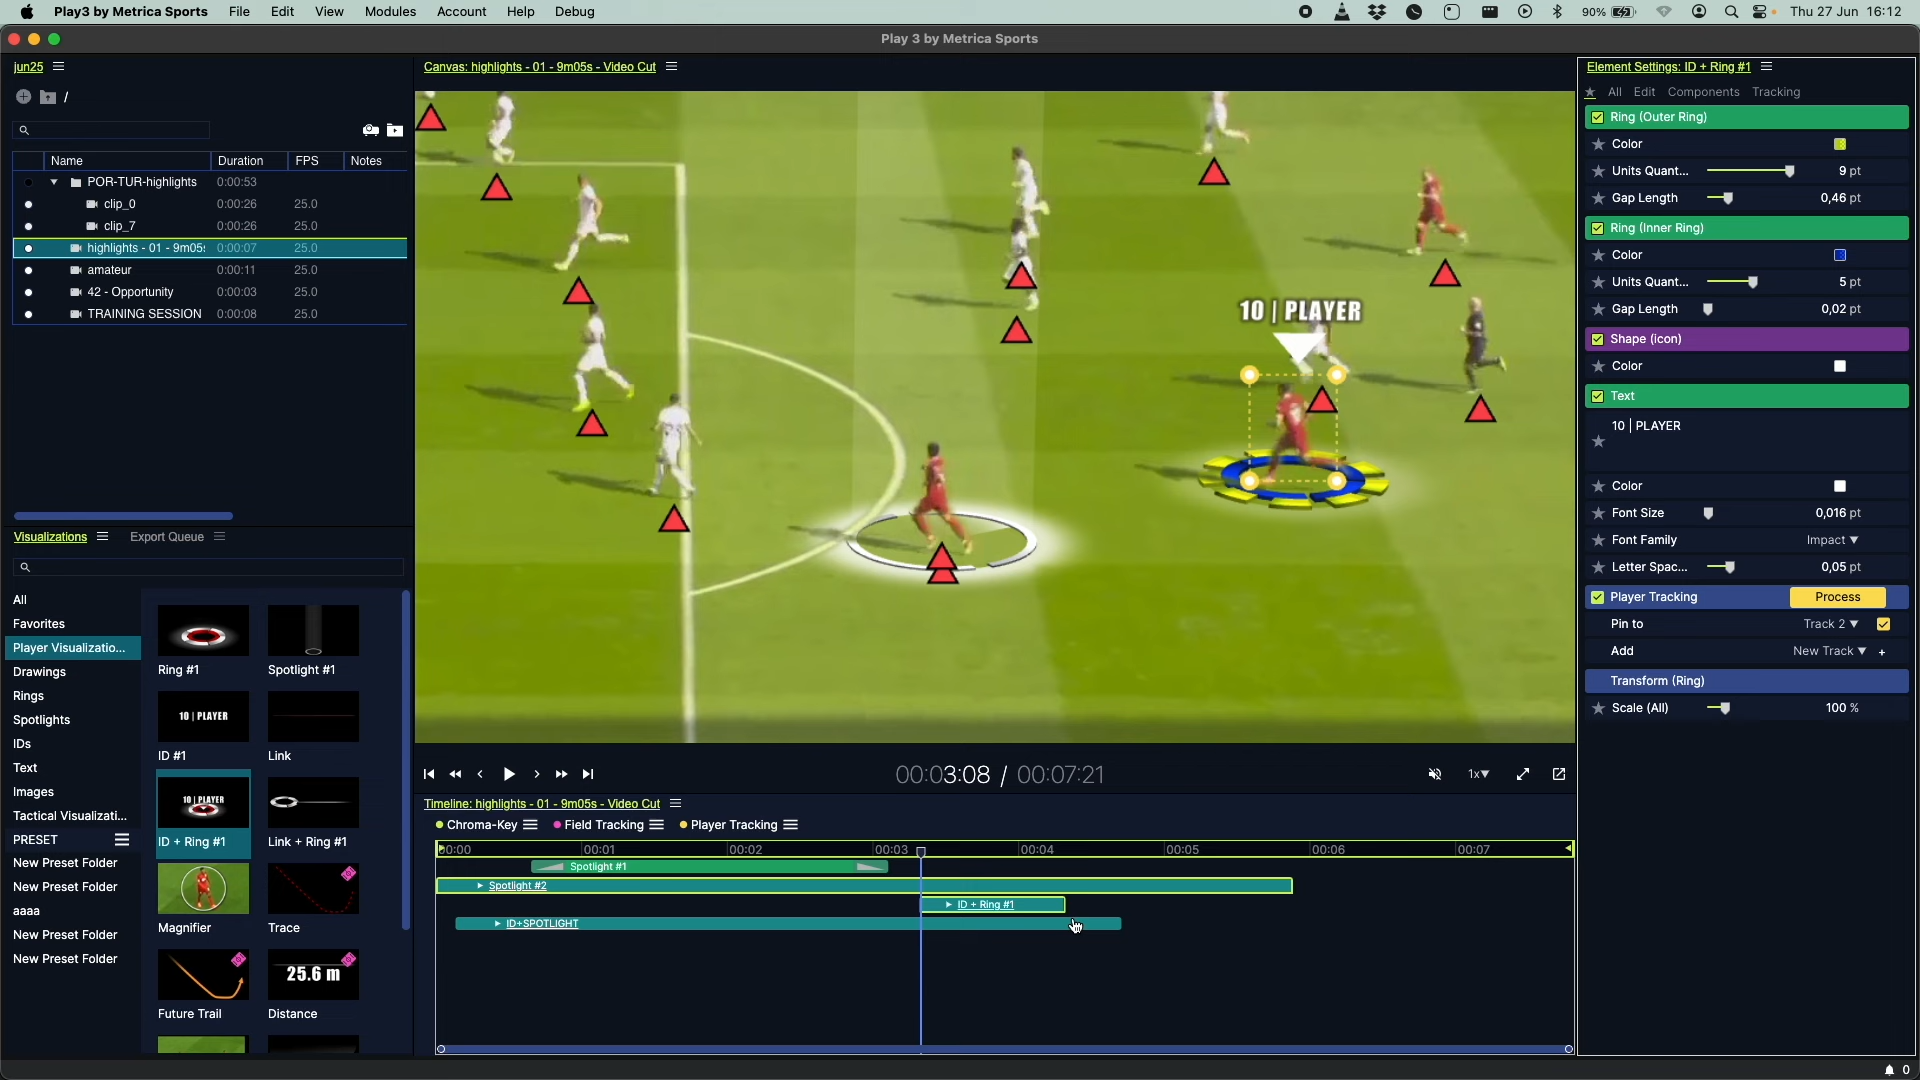 Play3 by Metrica Sports File Edit View Modules Account Help Debug
90% Thu 27 Jun 16:12
Play 3 by Metrica Sports
jun25
/
Name Duration FPS Notes
POR-TUR-highlights 0:00:53
clip_0 0:00:26 25.0
clip_7 0:00:26 25.0
highlights - 01 - 9m05s 0:00:07 25.0
amateur 0:00:11 25.0
42 - Opportunity 0:00:03 25.0
TRAINING SESSION 0:00:08 25.0
Visualizations Export Queue
All
Favorites
Player Visualizatio...
Drawings
Rings
Spotlights
IDs
Text
Images
Tactical Visualizati...
PRESET
New Preset Folder
New Preset Folder
aaaa
New Preset Folder
New Preset Folder
Ring #1 Spotlight #1
10 | PLAYER
ID #1 Link
10 | PLAYER
ID + Ring #1 Link + Ring #1
Magnifier Trace
25.6 m
Future Trail Distance
Canvas: highlights - 01 - 9m05s - Video Cut
10 | PLAYER
1x
00:03:08 / 00:07:21
Timeline: highlights - 01 - 9m05s - Video Cut
Chroma-Key Field Tracking Player Tracking
00:00 00:01 00:02 00:03 00:04 00:05 00:06 00:07
Spotlight #1
Spotlight #2
ID + Ring #1
ID+SPOTLIGHT
Element Settings: ID + Ring #1
All Edit Components Tracking
Ring (Outer Ring)
Color
Units Quant... 9 pt
Gap Length 0,46 pt
Ring (Inner Ring)
Color
Units Quant... 5 pt
Gap Length 0,02 pt
Shape (icon)
Color
Text
10 | PLAYER
Color
Font Size 0,016 pt
Font Family Impact
Letter Spac... 0,05 pt
Player Tracking Process
Pin to Track 2
Add New Track +
Transform (Ring)
Scale (All) 100 %
0